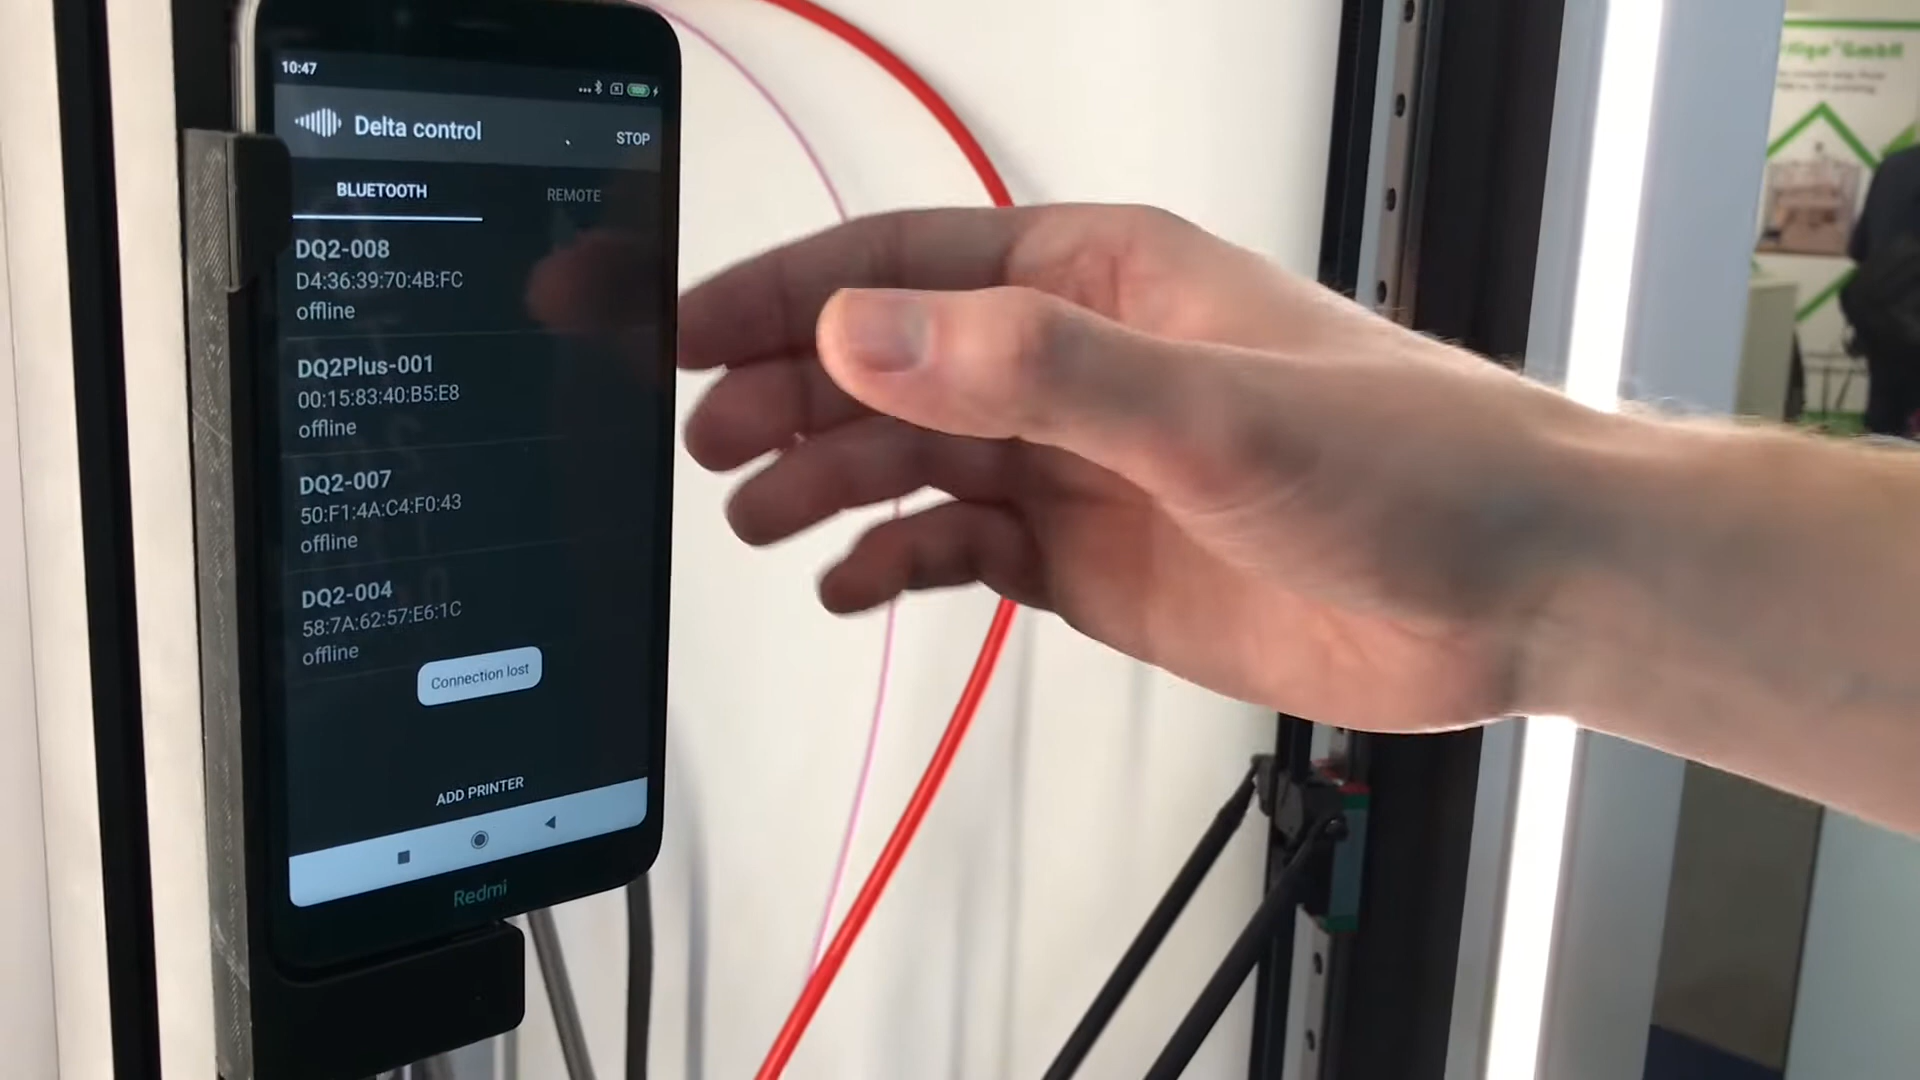 10:47
Delta control
STOP
BLUETOOTH
REMOTE
DQ2-008
D4:36:39:70:4B:FC
offline
DQ2Plus-001
00:15:83:40:B5:E8
offline
DQ2-007
50:F1:4A:C4:F0:43
offline
DQ2-004
58:7A:62:57:E6:1C
offline
Connection lost
ADD PRINTER
Redmi
GmbH